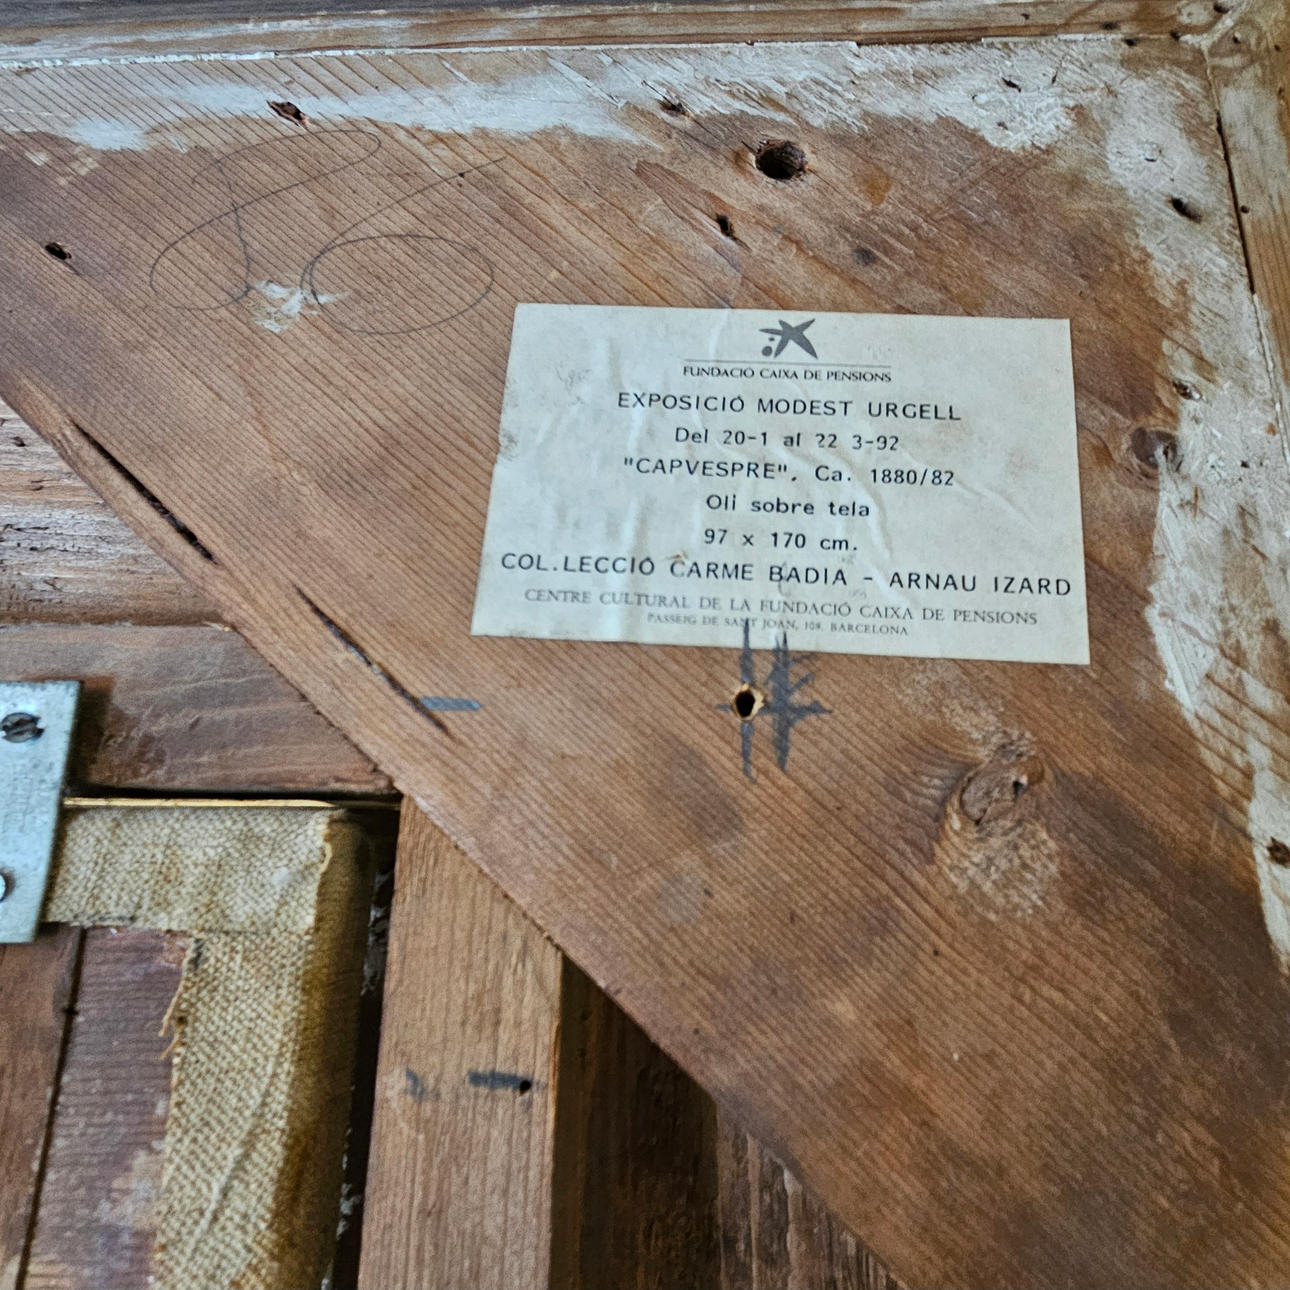 80
FUNDACIÓ CAIXA DE PENSIONS
EXPOSICIÓ MODEST URGELL
Del 20-1 al 22 3-92
"CAPVESPRE", Ca. 1880/82
Oli sobre tela
97 x 170 cm.
COL.LECCIÓ CARME BADIA - ARNAU IZARD
CENTRE CULTURAL DE LA FUNDACIÓ CAIXA DE PENSIONS
PASSEIG DE SANT JOAN, 108, BARCELONA